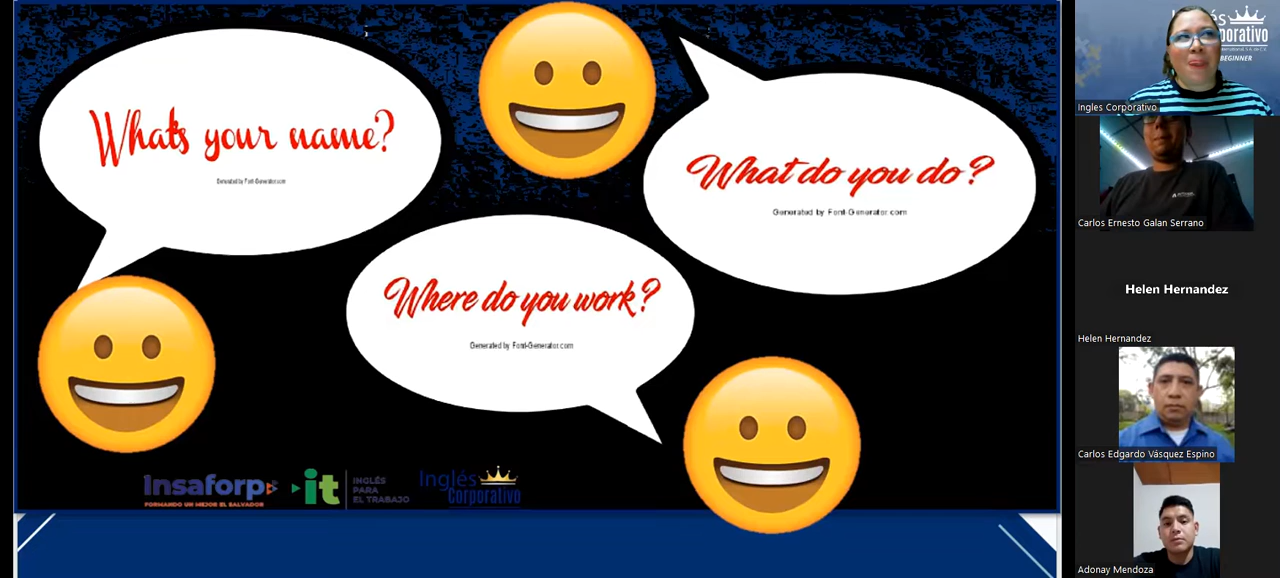 What's your name?
Generated by Font-Generator.com
What do you do?
Generated by Font-Generator.com
Where do you work?
Generated by Font-Generator.com
Insaforp
FORMANDO UN MEJOR EL SALVADOR
it
INGLÉS
PARA
EL TRABAJO
Inglés
Corporativo
BEGINNER
Ingles Corporativo
Carlos Ernesto Galan Serrano
Helen Hernandez
Helen Hernandez
Carlos Edgardo Vásquez Espino
Adonay Mendoza